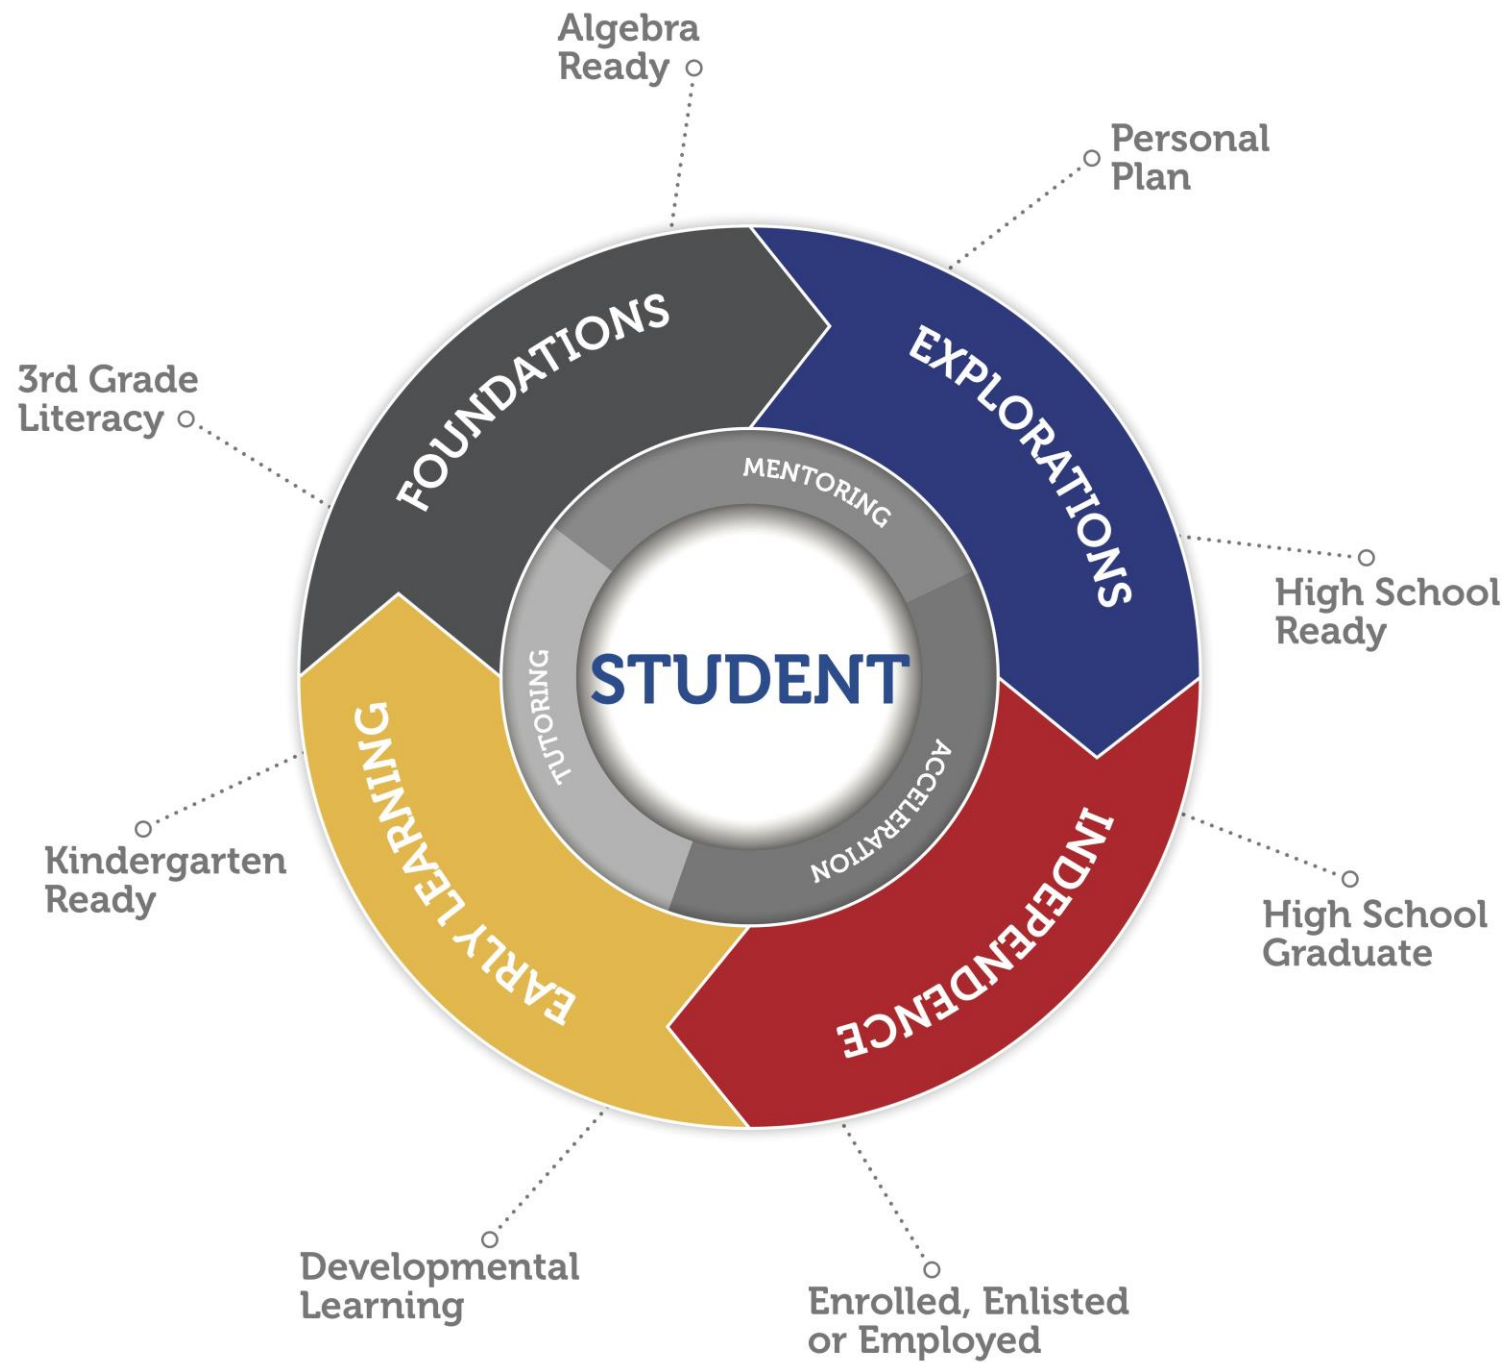 Algebra
Ready
Personal
Plan
3rd Grade
Literacy
FOUNDATIONS
EXPLORATIONS
MENTORING
High School
Ready
STUDENT
TUTORING
ACCELERATION
EARLY LEARNING
INDEPENDENCE
Kindergarten
Ready
High School
Graduate
Developmental
Learning
Enrolled, Enlisted
or Employed